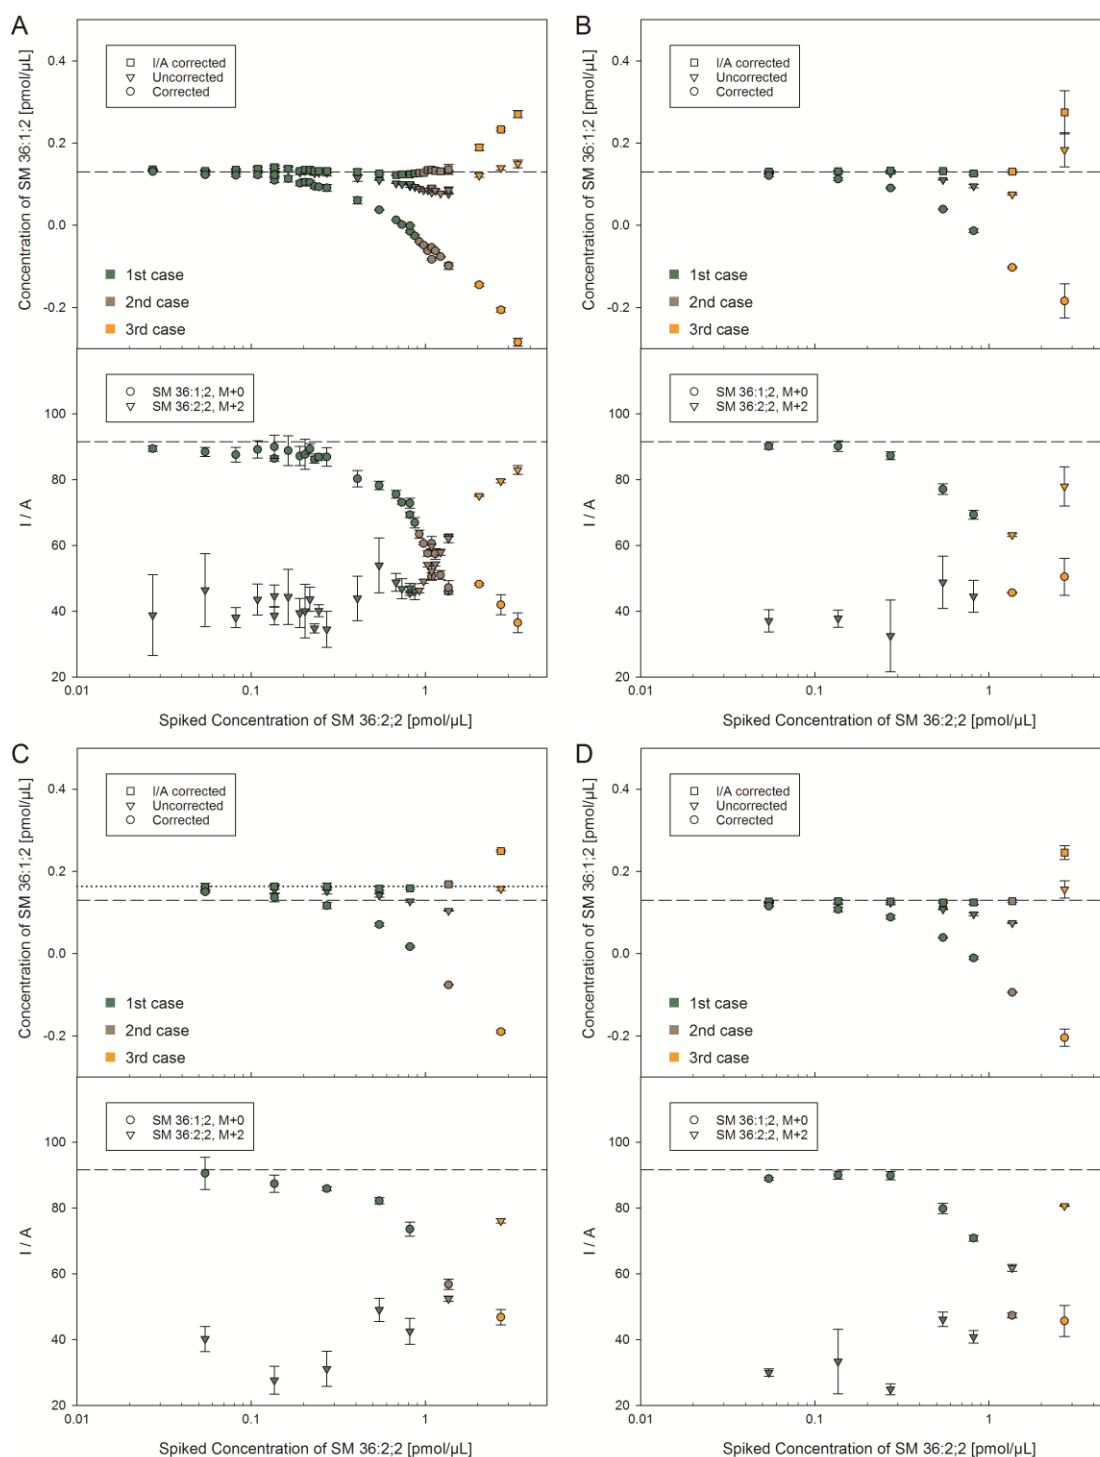 A
Concentration of SM 36:1;2 [pmol/µL]
0.4
0.2
0.0
-0.2
I/A corrected
Uncorrected
Corrected
1st case
2nd case
3rd case
I / A
100
80
60
40
20
SM 36:1;2, M+0
SM 36:2;2, M+2
0.01
0.1
1
Spiked Concentration of SM 36:2;2 [pmol/µL]
B
Concentration of SM 36:1;2 [pmol/µL]
0.4
0.2
0.0
-0.2
I/A corrected
Uncorrected
Corrected
1st case
2nd case
3rd case
I / A
100
80
60
40
20
SM 36:1;2, M+0
SM 36:2;2, M+2
0.01
0.1
1
Spiked Concentration of SM 36:2;2 [pmol/µL]
C
Concentration of SM 36:1;2 [pmol/µL]
0.4
0.2
0.0
-0.2
I/A corrected
Uncorrected
Corrected
1st case
2nd case
3rd case
I / A
100
80
60
40
20
SM 36:1;2, M+0
SM 36:2;2, M+2
0.01
0.1
1
Spiked Concentration of SM 36:2;2 [pmol/µL]
D
Concentration of SM 36:1;2 [pmol/µL]
0.4
0.2
0.0
-0.2
I/A corrected
Uncorrected
Corrected
1st case
2nd case
3rd case
I / A
100
80
60
40
20
SM 36:1;2, M+0
SM 36:2;2, M+2
0.01
0.1
1
Spiked Concentration of SM 36:2;2 [pmol/µL]